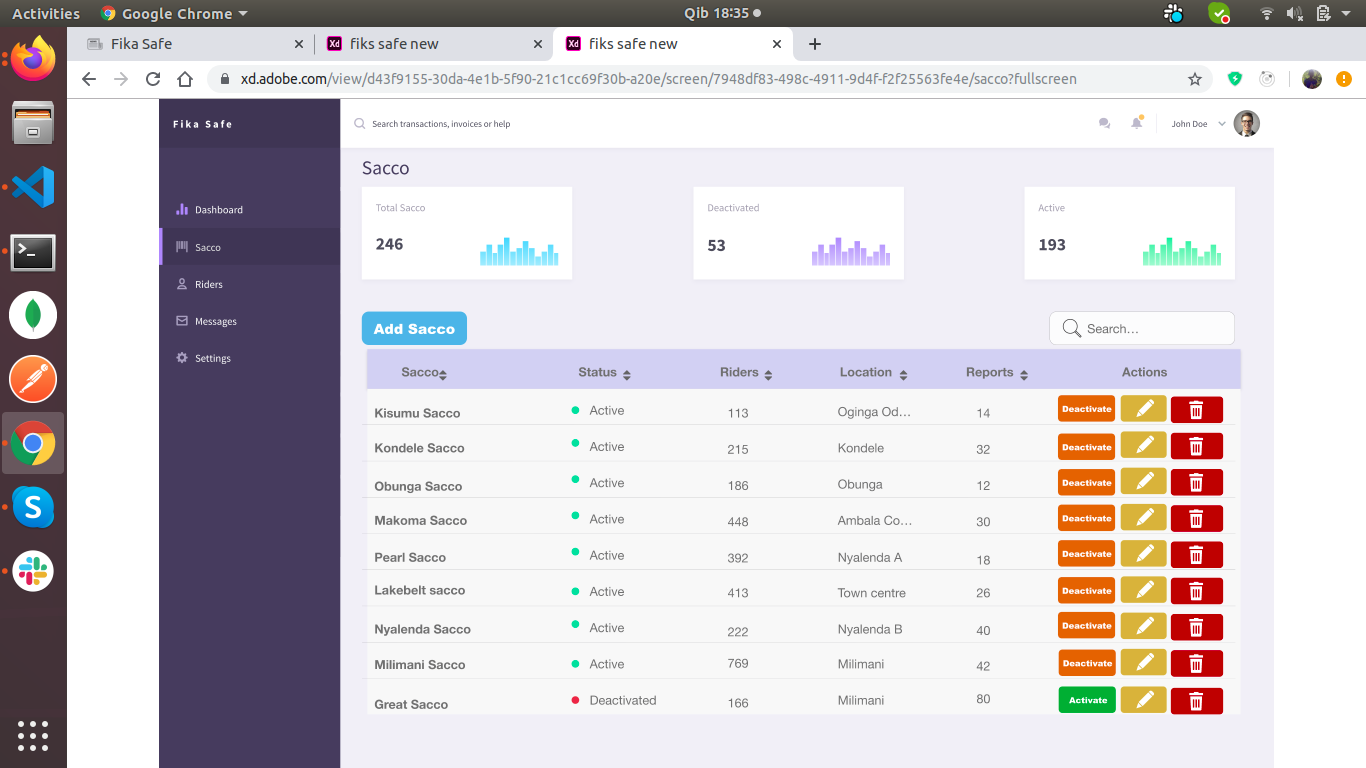 Activities
Google Chrome
Qib 18:35
Fika Safe
fiks safe new
fiks safe new
xd.adobe.com/view/d43f9155-30da-4e1b-5f90-21c1cc69f30b-a20e/screen/7948df83-498c-4911-9d4f-f2f25563fe4e/sacco?fullscreen
Fika Safe
Search transactions, invoices or help
John Doe
Dashboard
Sacco
Riders
Messages
Settings
Sacco
Total Sacco
246
Deactivated
53
Active
193
Add Sacco
Search...
Sacco Status Riders Location Reports Actions
Kisumu Sacco Active 113 Oginga Od... 14 Deactivate
Kondele Sacco Active 215 Kondele 32 Deactivate
Obunga Sacco Active 186 Obunga 12 Deactivate
Makoma Sacco Active 448 Ambala Co... 30 Deactivate
Pearl Sacco Active 392 Nyalenda A 18 Deactivate
Lakebelt sacco Active 413 Town centre 26 Deactivate
Nyalenda Sacco Active 222 Nyalenda B 40 Deactivate
Milimani Sacco Active 769 Milimani 42 Deactivate
Great Sacco Deactivated 166 Milimani 80 Activate